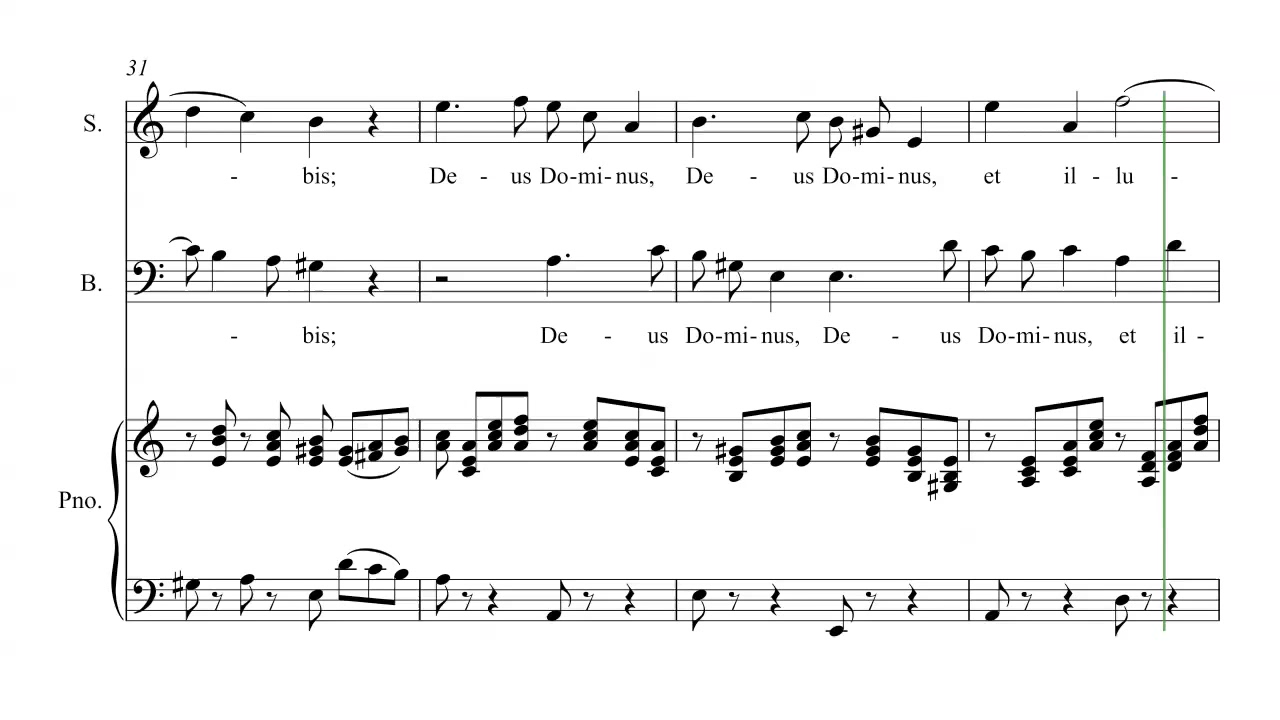 31
S.
- bis; De - us Do-mi-nus, De - us Do-mi-nus, et il - lu -
B.
- bis; De - us Do-mi-nus, De - us Do-mi-nus, et il -
Pno.